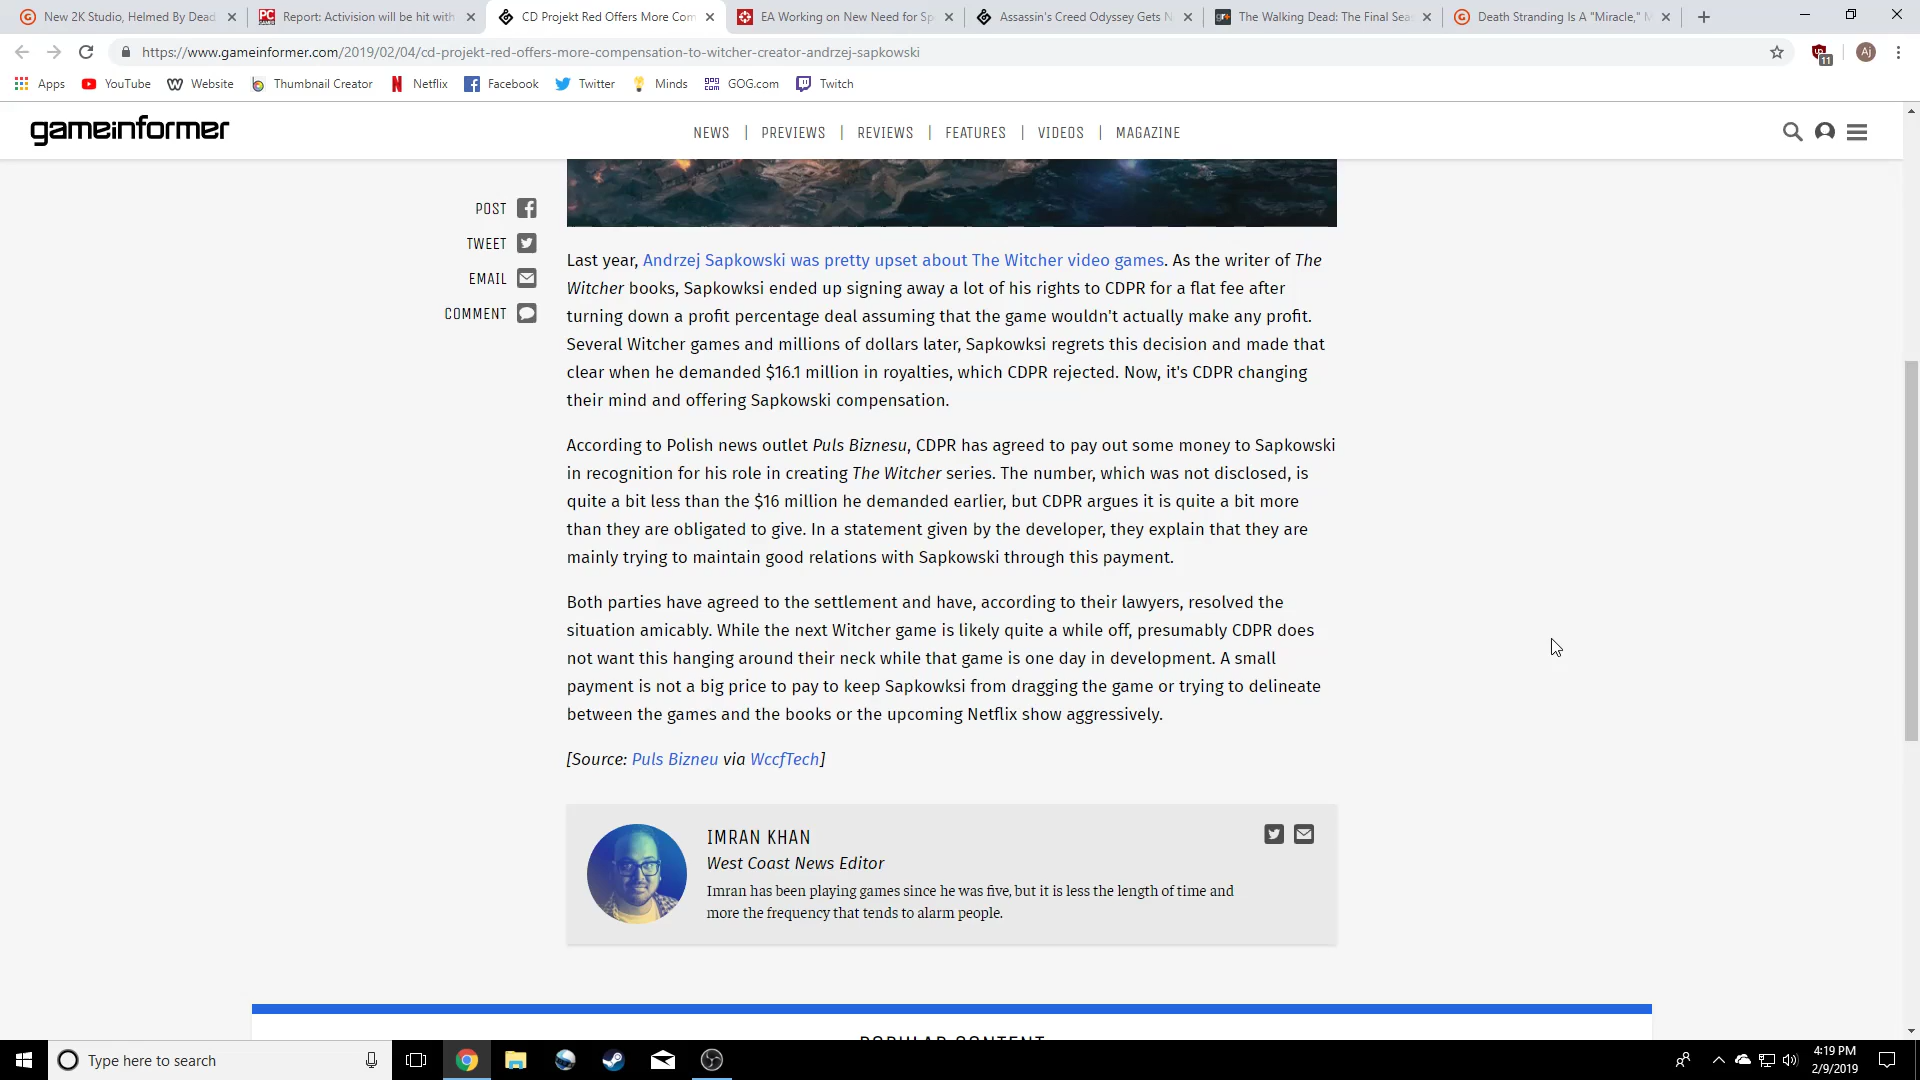 New 2K Studio, Helmed By Dead
Report: Activision will be hit with
CD Projekt Red Offers More Com
EA Working on New Need for Sp
Assassin's Creed Odyssey Gets N
The Walking Dead: The Final Sea
Death Stranding Is A "Miracle," M
https://www.gameinformer.com/2019/02/04/cd-projekt-red-offers-more-compensation-to-witcher-creator-andrzej-sapkowski
11
Aj
Apps YouTube Website Thumbnail Creator Netflix Facebook Twitter Minds GOG.com Twitch
gameinformer
NEWS | PREVIEWS | REVIEWS | FEATURES | VIDEOS | MAGAZINE
POST
TWEET
EMAIL
COMMENT
Last year, Andrzej Sapkowski was pretty upset about The Witcher video games. As the writer of The
Witcher books, Sapkowksi ended up signing away a lot of his rights to CDPR for a flat fee after
turning down a profit percentage deal assuming that the game wouldn't actually make any profit.
Several Witcher games and millions of dollars later, Sapkowksi regrets this decision and made that
clear when he demanded $16.1 million in royalties, which CDPR rejected. Now, it's CDPR changing
their mind and offering Sapkowski compensation.
According to Polish news outlet Puls Biznesu, CDPR has agreed to pay out some money to Sapkowski
in recognition for his role in creating The Witcher series. The number, which was not disclosed, is
quite a bit less than the $16 million he demanded earlier, but CDPR argues it is quite a bit more
than they are obligated to give. In a statement given by the developer, they explain that they are
mainly trying to maintain good relations with Sapkowski through this payment.
Both parties have agreed to the settlement and have, according to their lawyers, resolved the
situation amicably. While the next Witcher game is likely quite a while off, presumably CDPR does
not want this hanging around their neck while that game is one day in development. A small
payment is not a big price to pay to keep Sapkowksi from dragging the game or trying to delineate
between the games and the books or the upcoming Netflix show aggressively.
[Source: Puls Bizneu via WccfTech]
IMRAN KHAN
West Coast News Editor
Imran has been playing games since he was five, but it is less the length of time and
more the frequency that tends to alarm people.
POPULAR CONTENT
Type here to search
4:19 PM
2/9/2019